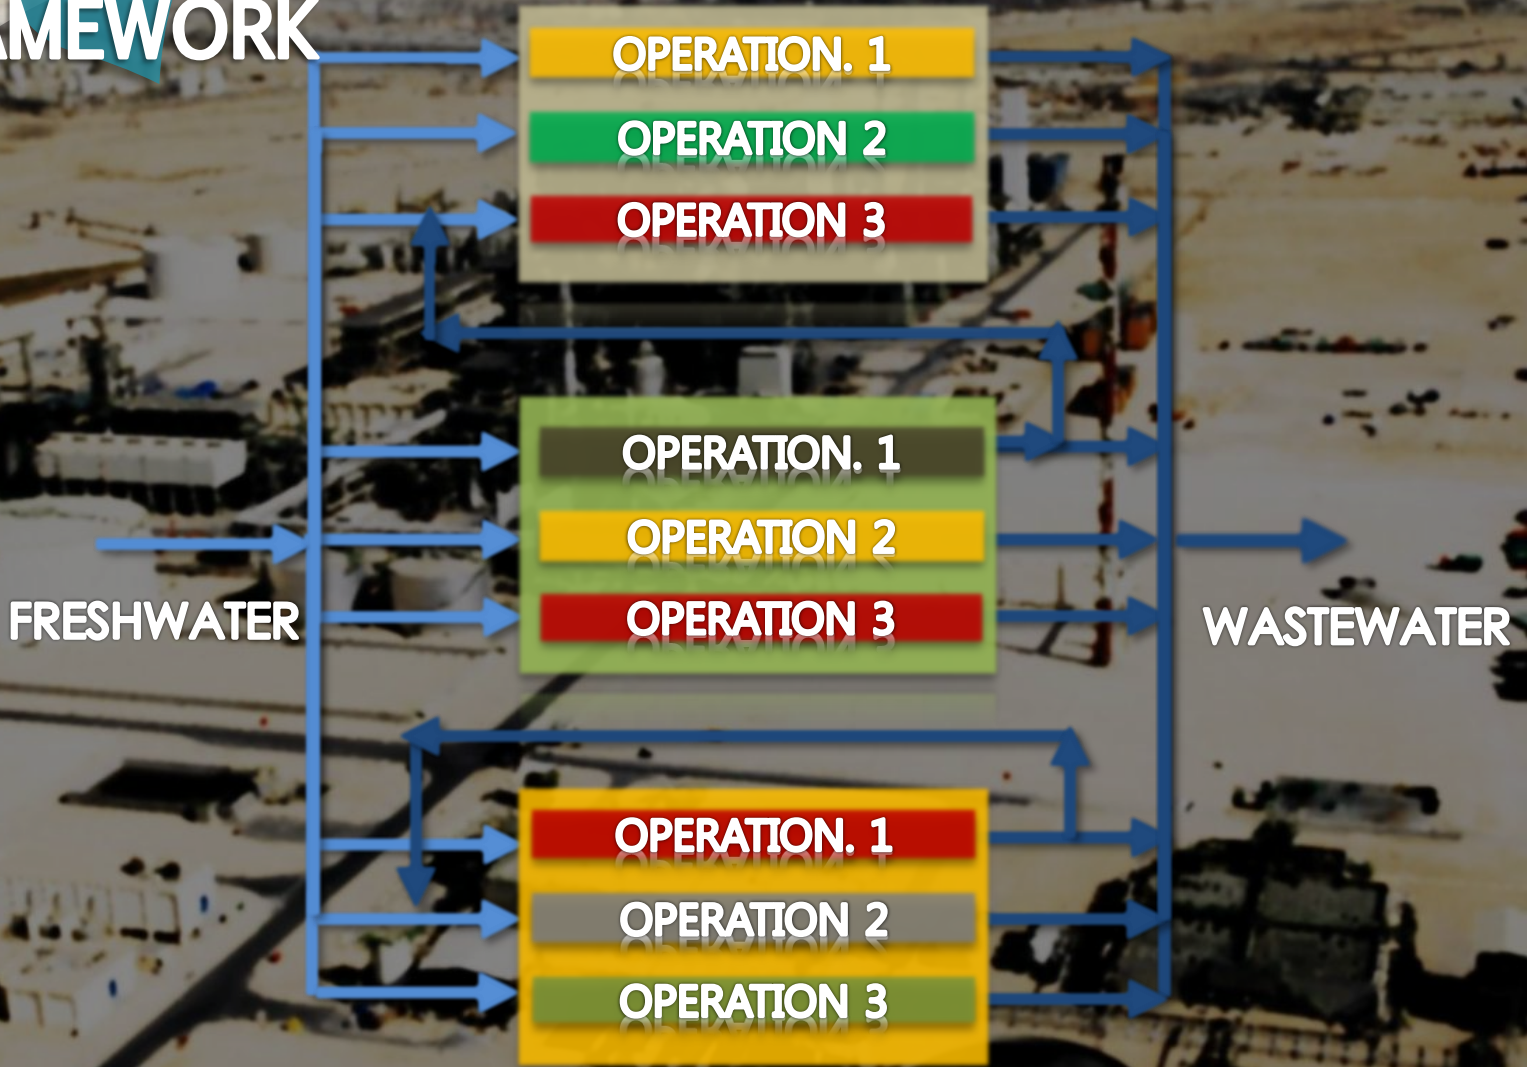 AMEWORK
OPERATION. 1
OPERATION 2
OPERATION 3
OPERATION. 1
OPERATION 2
OPERATION 3
FRESHWATER
WASTEWATER
OPERATION. 1
OPERATION 2
OPERATION 3